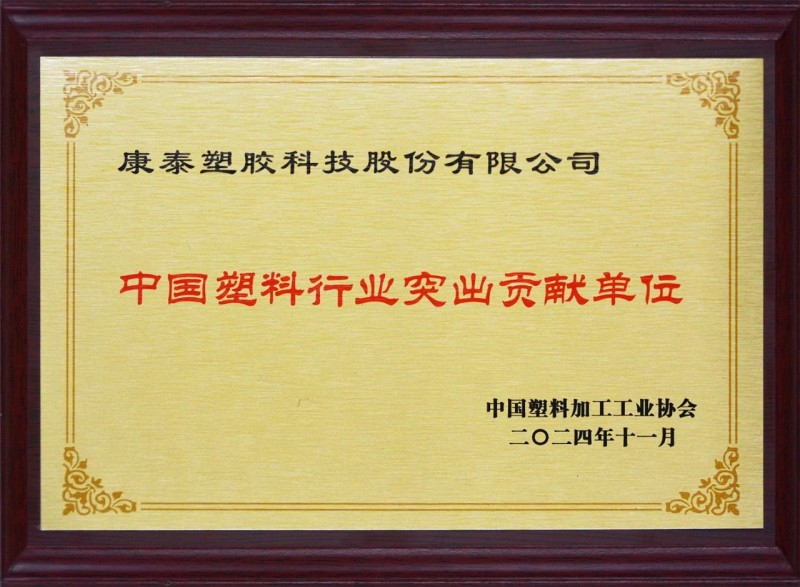 康泰塑胶科技股份有限公司
中国塑料行业突出贡献单位
中国塑料加工工业协会
二〇二四年十一月